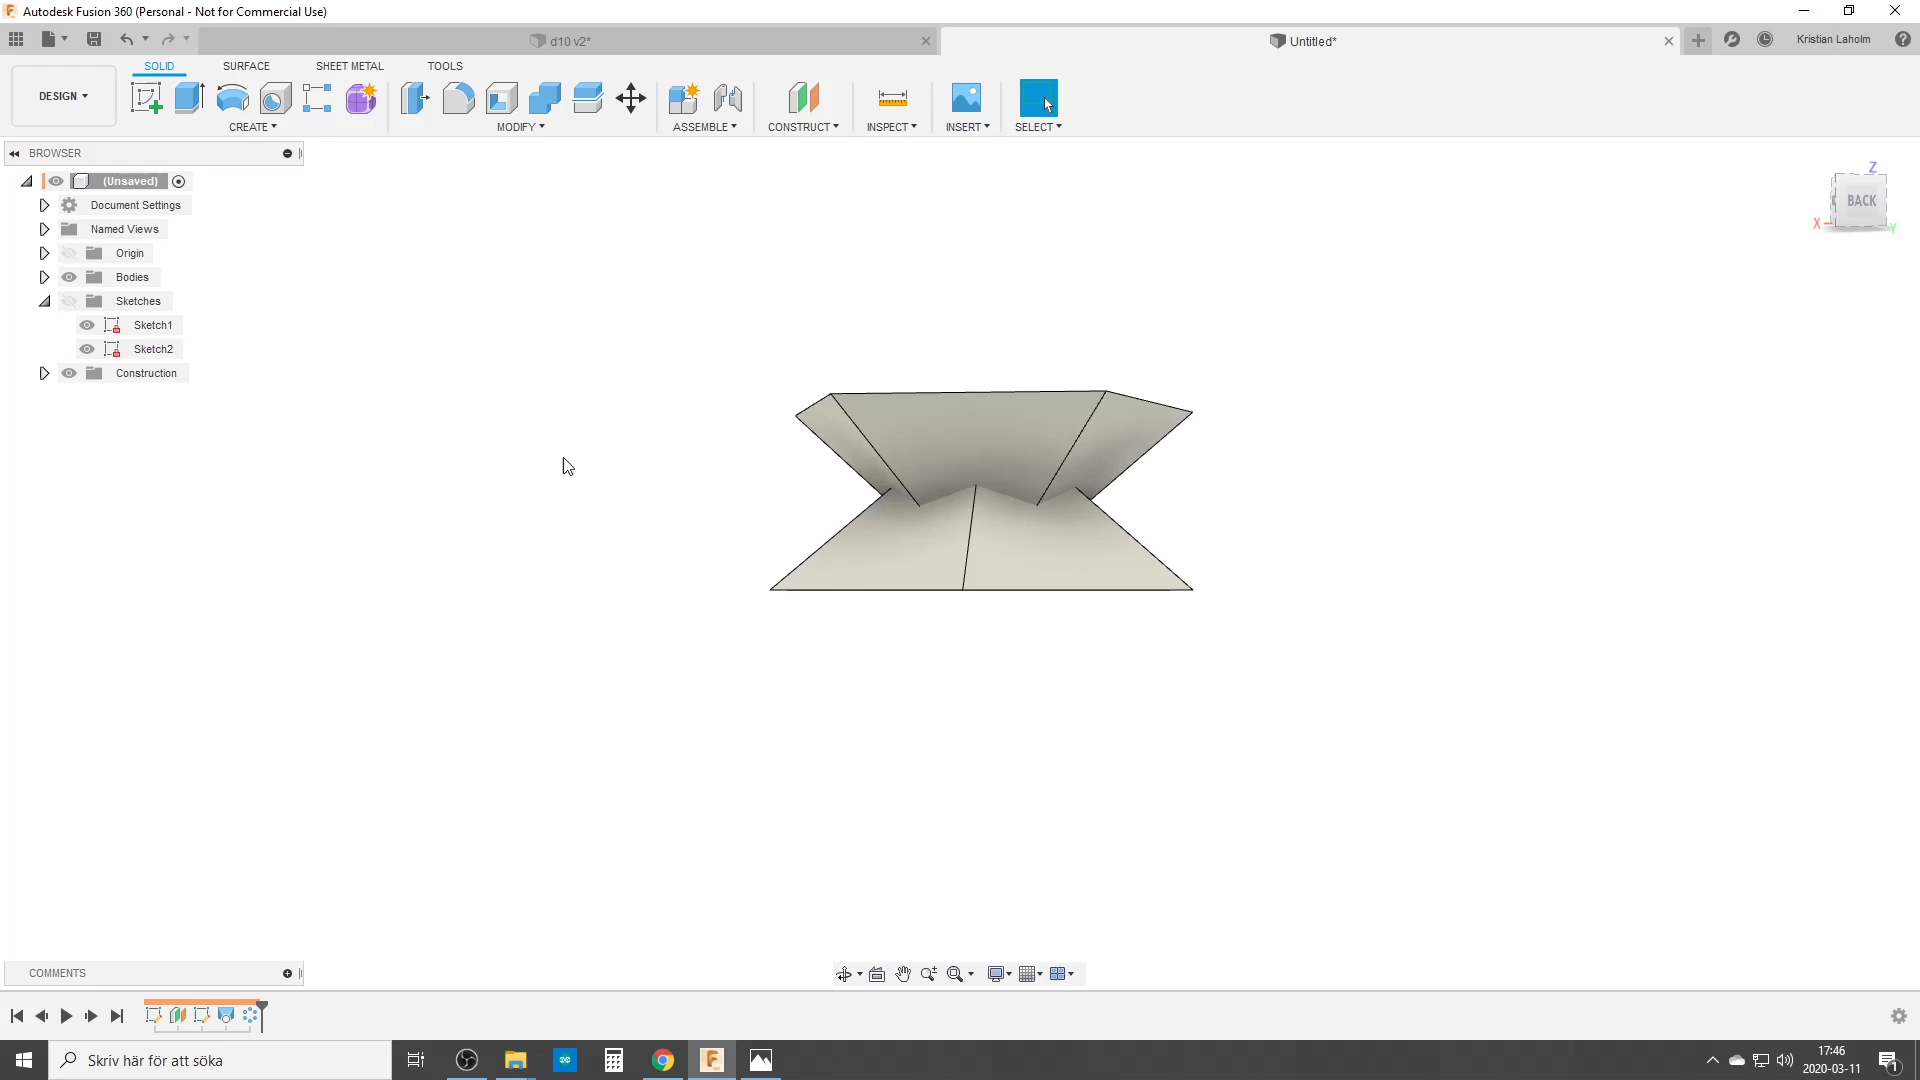 Autodesk Fusion 360 (Personal - Not for Commercial Use)
d10 v2*
Untitled*
Kristian Laholm
DESIGN
SOLID
SURFACE
SHEET METAL
TOOLS
CREATE
MODIFY
ASSEMBLE
CONSTRUCT
INSPECT
INSERT
SELECT
BROWSER
(Unsaved)
Document Settings
Named Views
Origin
Bodies
Sketches
Sketch1
Sketch2
Construction
Z
BACK
X
Y
COMMENTS
Skriv här för att söka
17:46
2020-03-11
1